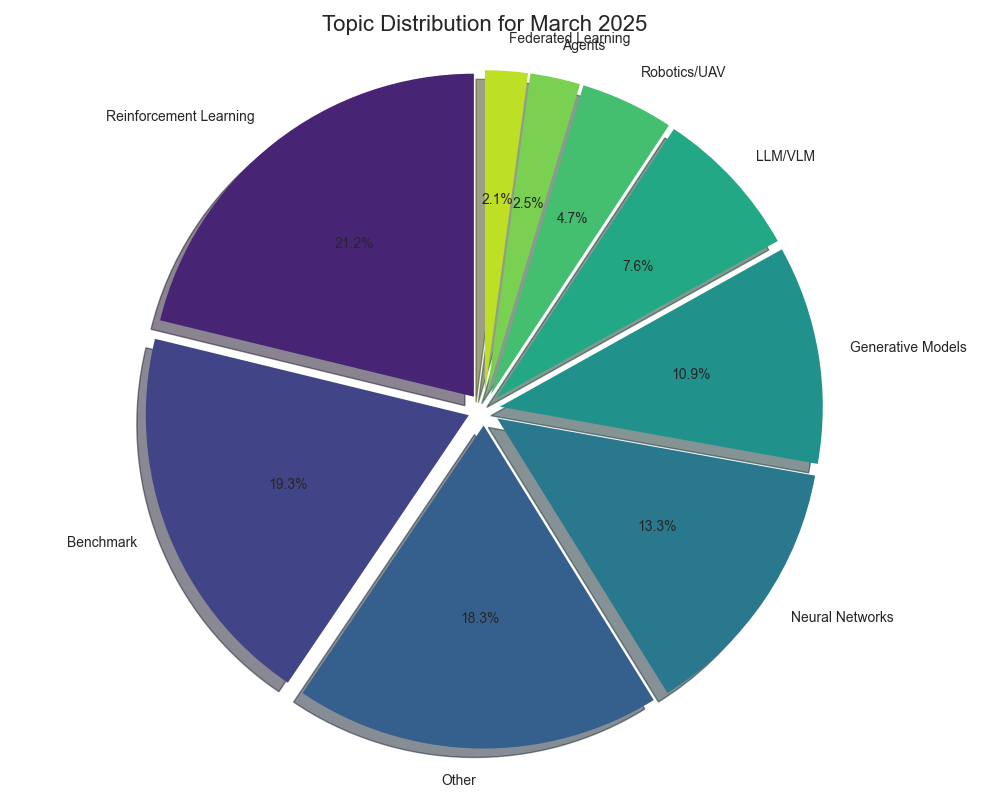 Topic Distribution for March 2025
Federated Learning
Agents
Robotics/UAV
Reinforcement Learning
LLM/VLM
2.1%
2.5%
4.7%
21.2%
7.6%
Generative Models
10.9%
19.3%
13.3%
Benchmark
18.3%
Neural Networks
Other